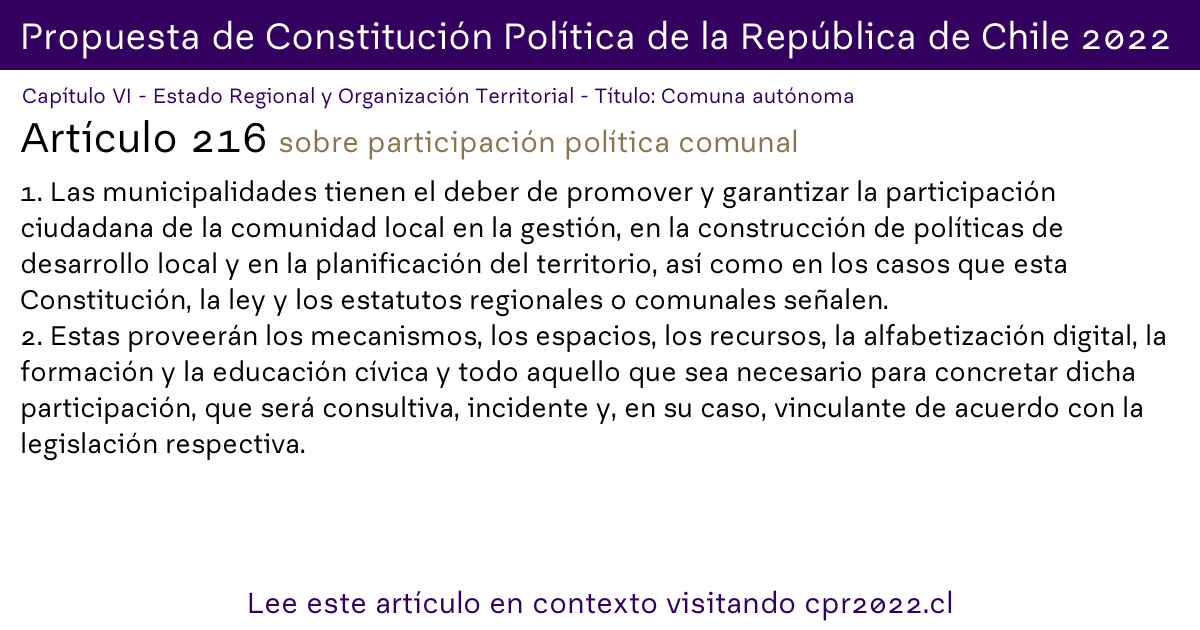 Propuesta de Constitución Política de la República de Chile 2022
Capítulo VI - Estado Regional y Organización Territorial - Título: Comuna autónoma
Artículo 216 sobre participación política comunal
1. Las municipalidades tienen el deber de promover y garantizar la participación
ciudadana de la comunidad local en la gestión, en la construcción de políticas de
desarrollo local y en la planificación del territorio, así como en los casos que esta
Constitución, la ley y los estatutos regionales o comunales señalen.
2. Estas proveerán los mecanismos, los espacios, los recursos, la alfabetización digital, la
formación y la educación cívica y todo aquello que sea necesario para concretar dicha
participación, que será consultiva, incidente y, en su caso, vinculante de acuerdo con la
legislación respectiva.
Lee este artículo en contexto visitando cpr2022.cl